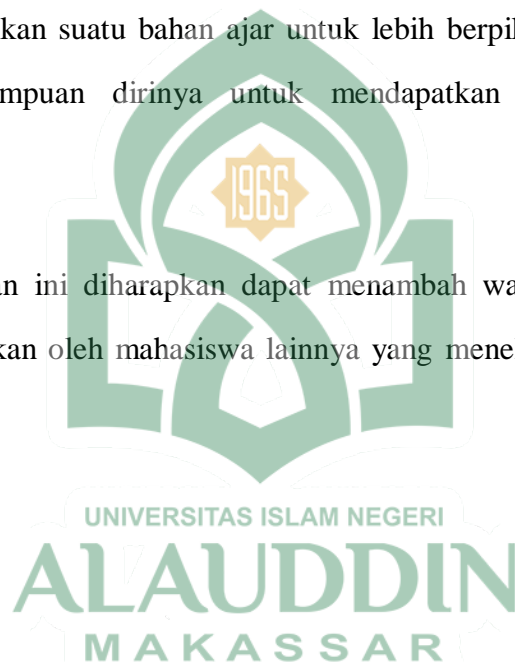 kan suatu bahan ajar untuk lebih berpi
mpuan dirinya untuk mendapatkan
1965
n ini diharapkan dapat menambah wa
kan oleh mahasiswa lainnya yang mene
UNIVERSITAS ISLAM NEGERI
ALAUDDIN
MAKASSAR